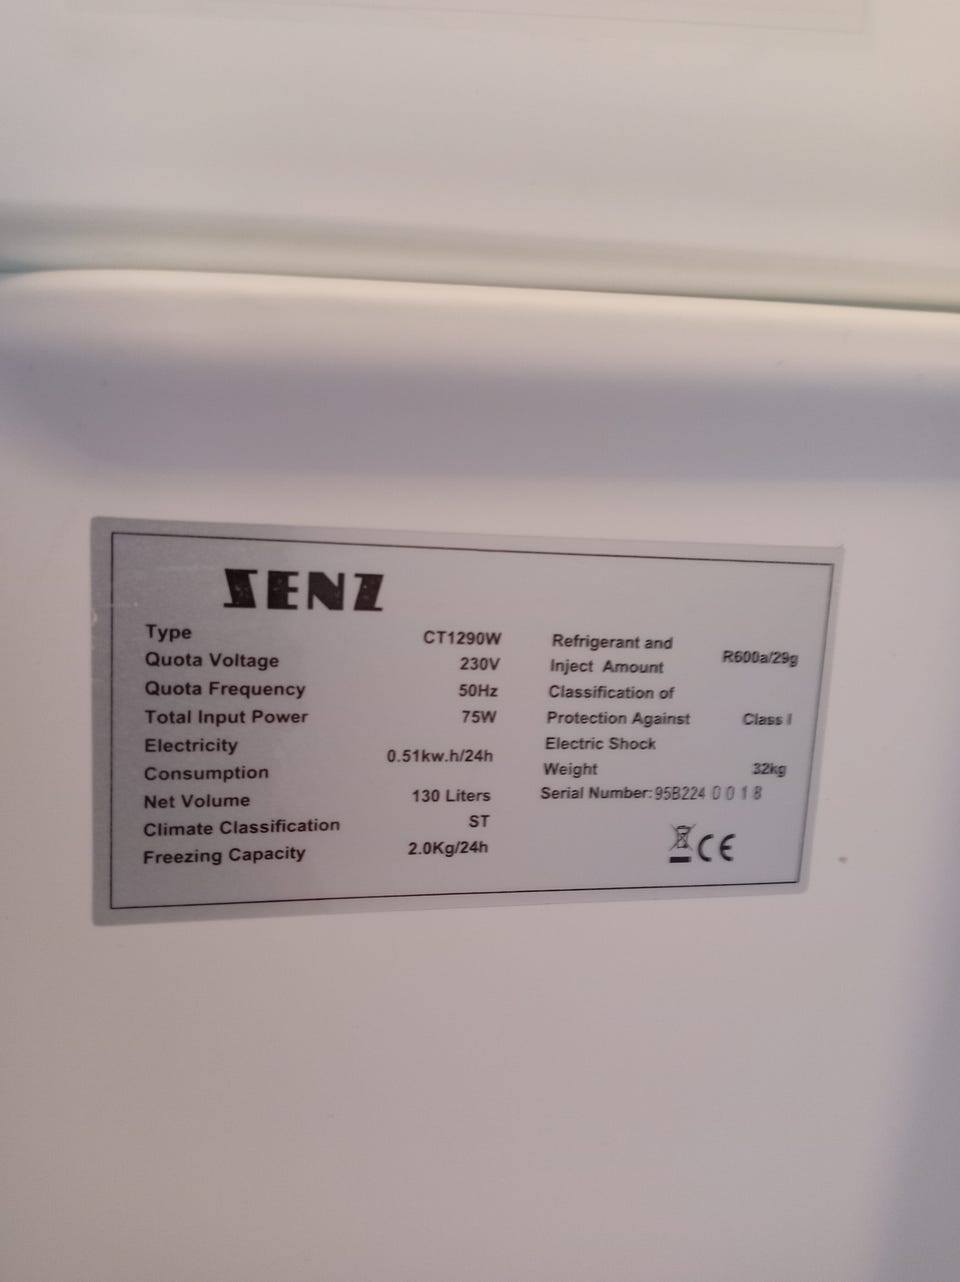 SENZ
Type CT1290W
Quota Voltage 230V
Quota Frequency 50Hz
Total Input Power 75W
Electricity
Consumption 0.51kw.h/24h
Net Volume 130 Liters
Climate Classification ST
Freezing Capacity 2.0Kg/24h
Refrigerant and
Inject Amount R600a/29g
Classification of
Protection Against Class I
Electric Shock
Weight 32kg
Serial Number: 95B224 0018
CE